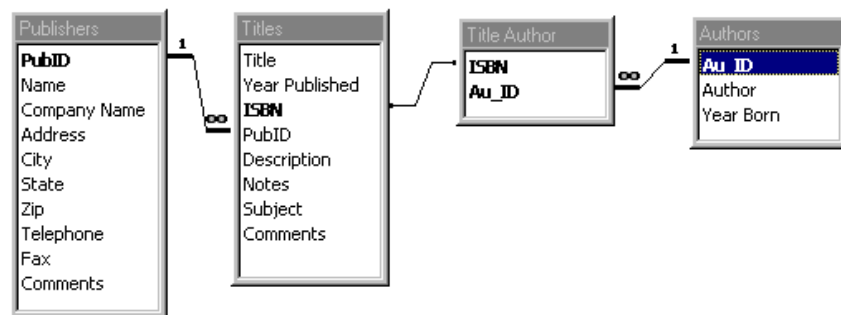 Publishers
PubID
Name
Company Name
Address
City
State
Zip
Telephone
Fax
Comments
1
∞
Titles
Title
Year Published
ISBN
PubID
Description
Notes
Subject
Comments
Title Author
ISBN
Au_ID
∞
1
Authors
Au_ID
Author
Year Born